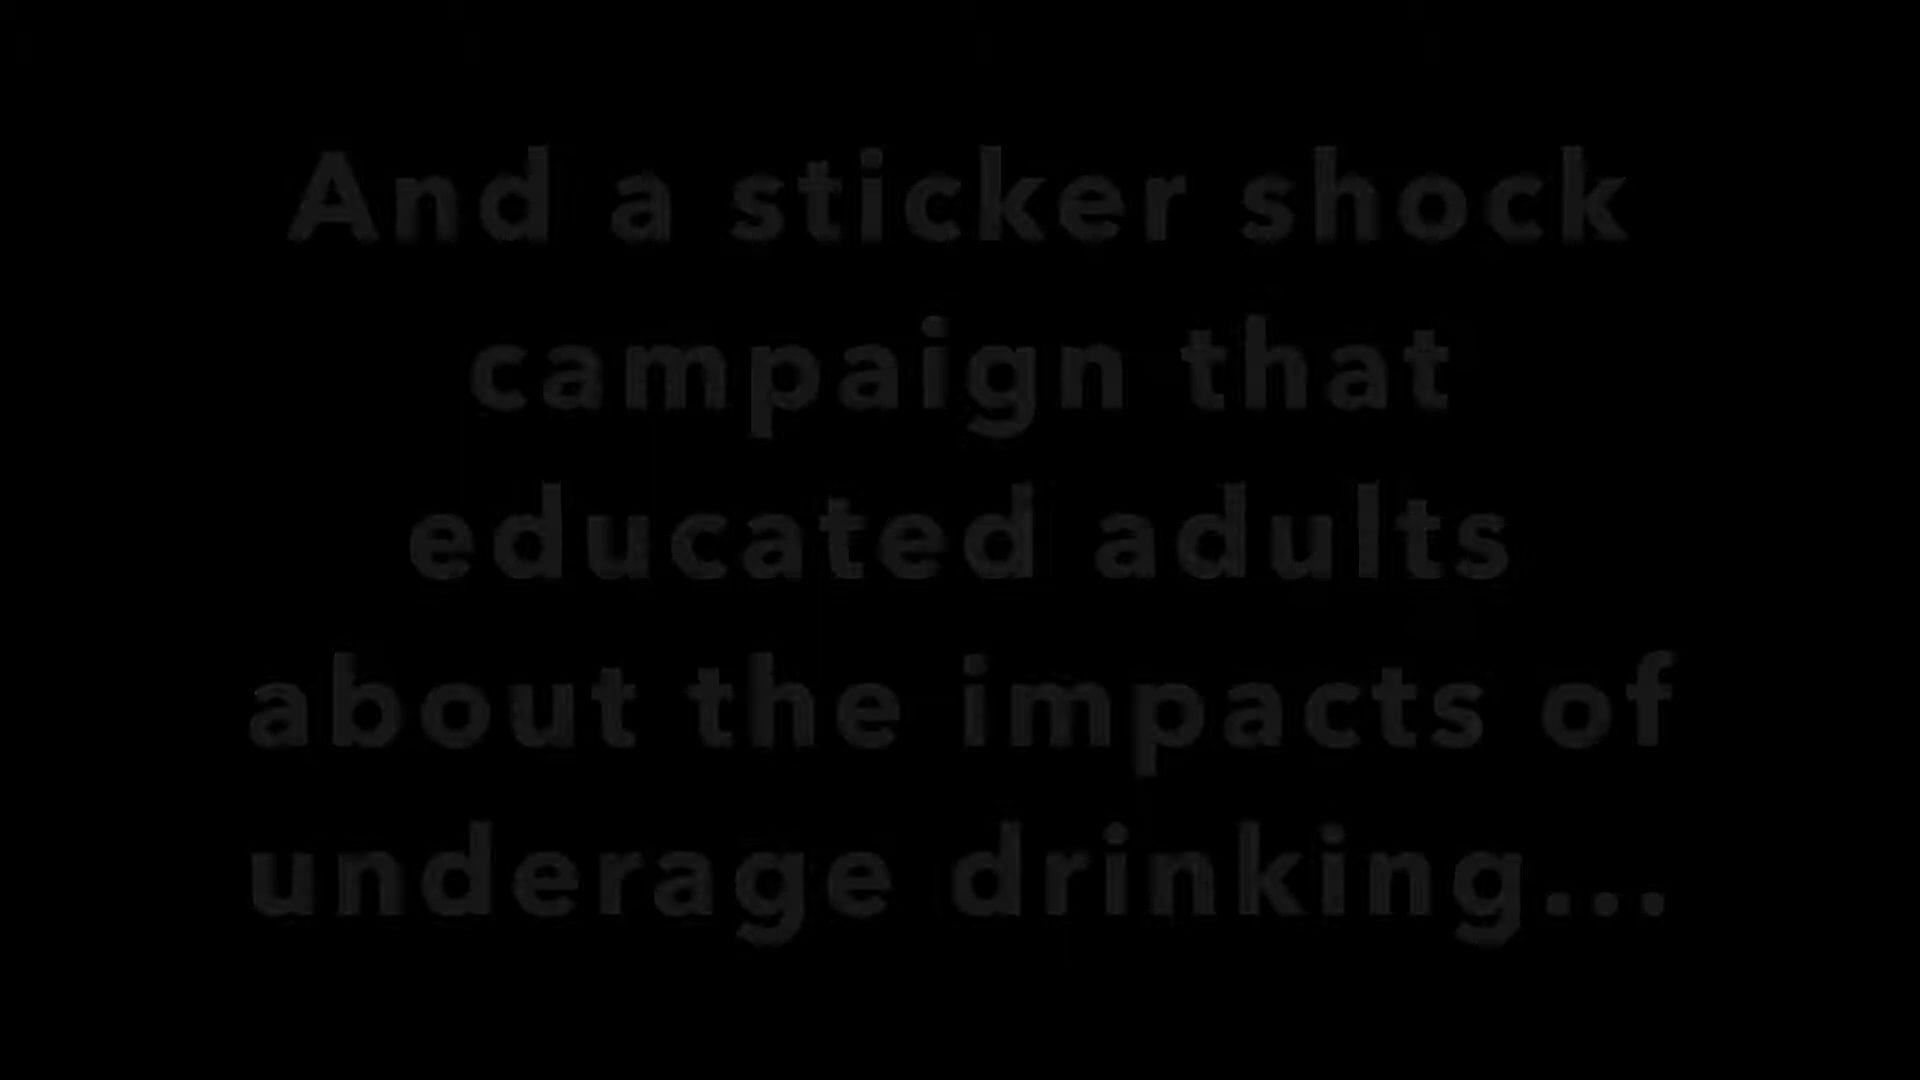 And a sticker shock
campaign that
educated adults
about the impacts of
underage drinking...